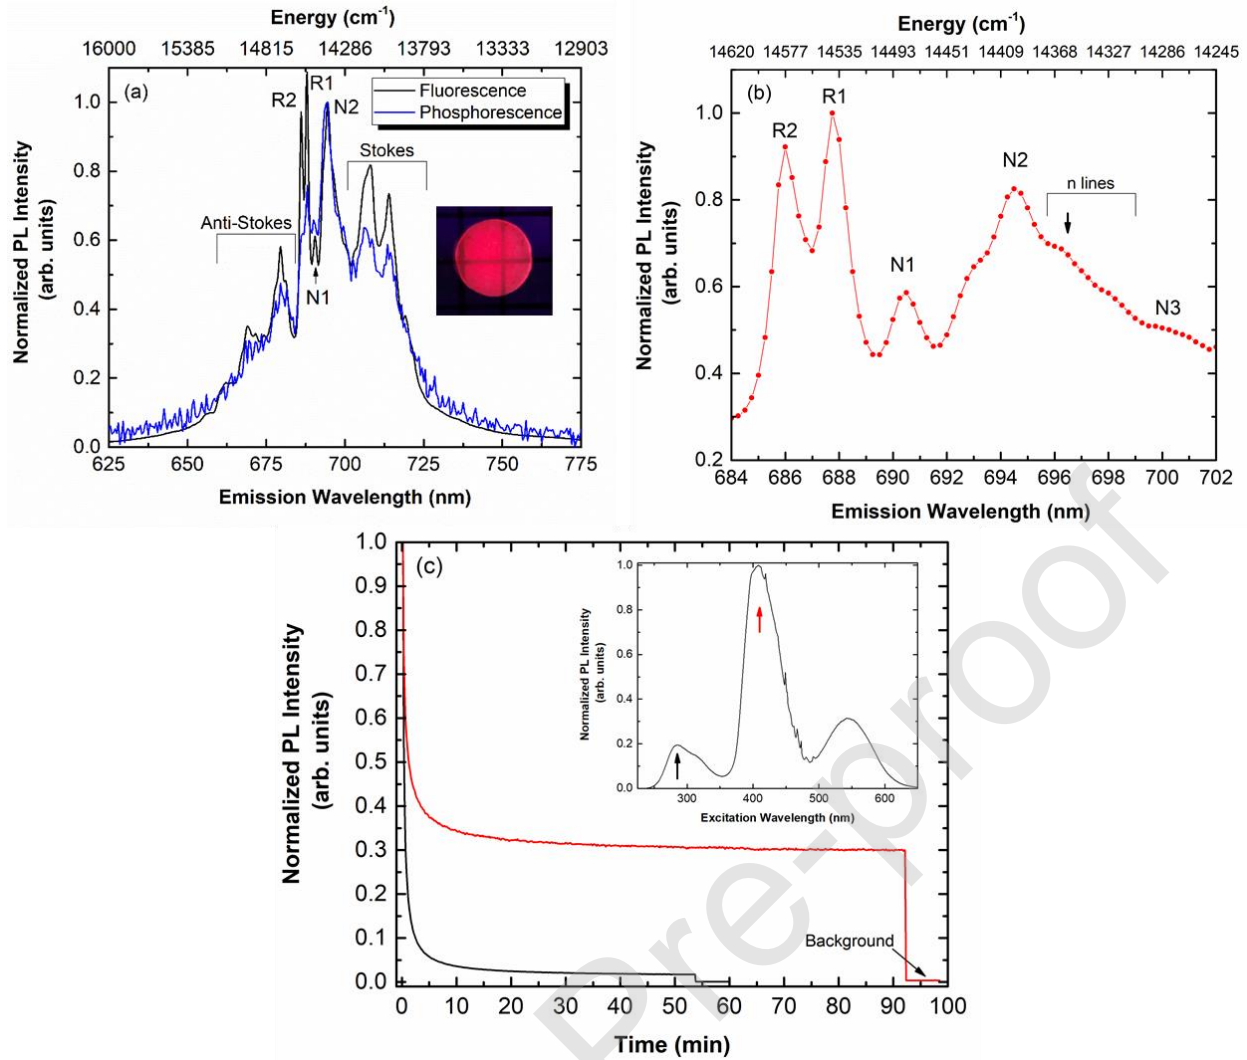 Energy (cm⁻¹)
16000 15385 14815 14286 13793 13333 12903
(a)
R1
R2
N2
Fluorescence
Phosphorescence
Stokes
Anti-Stokes
N1
Normalized PL Intensity
(arb. units)
1.0
0.8
0.6
0.4
0.2
0.0
625 650 675 700 725 750 775
Emission Wavelength (nm)
Energy (cm⁻¹)
14620 14577 14535 14493 14451 14409 14368 14327 14286 14245
(b)
R2
R1
N2
n lines
N1
N3
Normalized PL Intensity
(arb. units)
1.0
0.8
0.6
0.4
0.2
684 686 688 690 692 694 696 698 700 702
Emission Wavelength (nm)
(c)
Normalized PL Intensity
(arb. units)
1.0
0.9
0.8
0.7
0.6
0.5
0.4
0.3
0.2
0.1
0.0
Background
0 10 20 30 40 50 60 70 80 90 100
Time (min)
Normalized PL Intensity
(arb. units)
1.0
0.8
0.6
0.4
0.2
0.0
300 400 500 600
Excitation Wavelength (nm)
Pre-proof